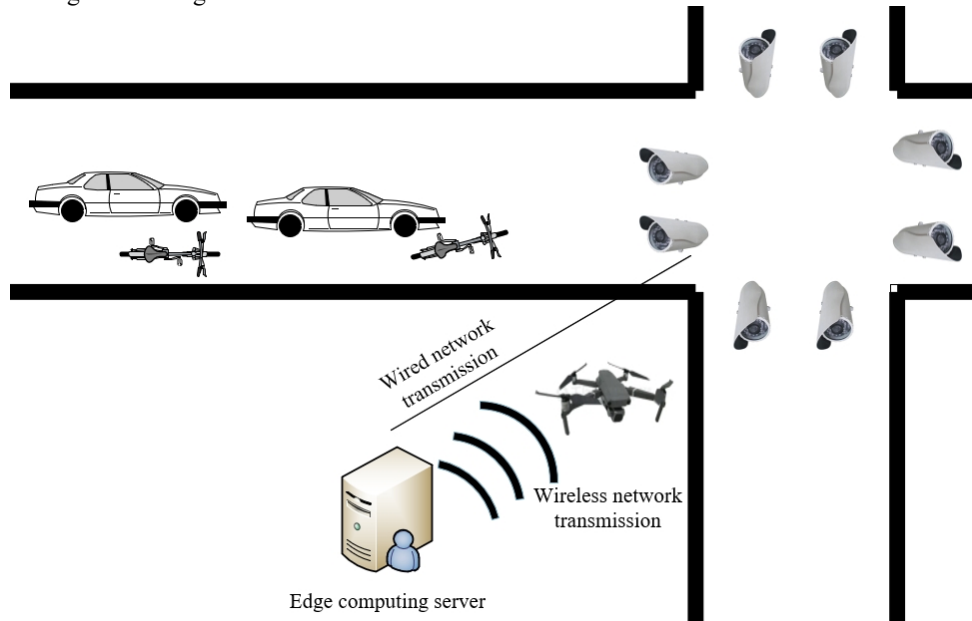 Wired network
transmission
Wireless network
transmission
Edge computing server